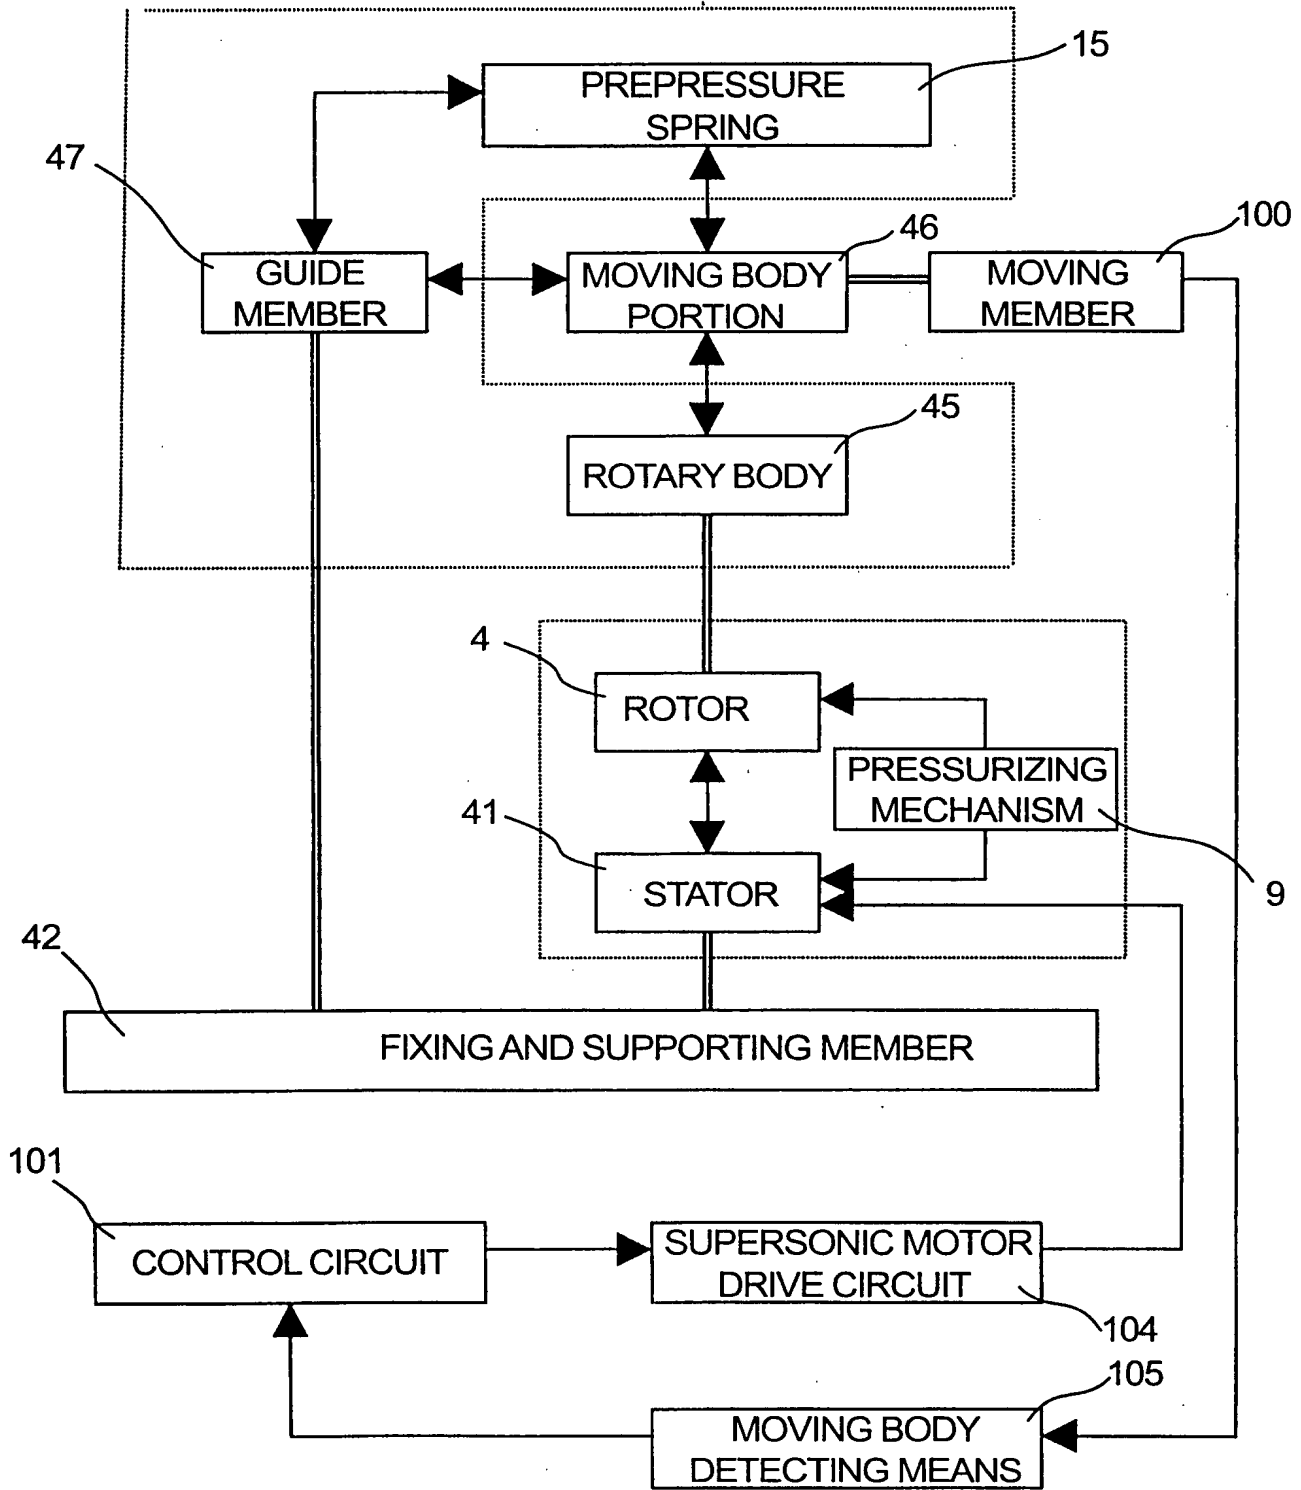 15
PREPRESSURE
SPRING
47
46
100
GUIDE
MEMBER
MOVING BODY
PORTION
MOVING
MEMBER
45
ROTARY BODY
4
ROTOR
PRESSURIZING
MECHANISM
41
STATOR
9
42
FIXING AND SUPPORTING MEMBER
101
CONTROL CIRCUIT
SUPERSONIC MOTOR
DRIVE CIRCUIT
104
105
MOVING BODY
DETECTING MEANS